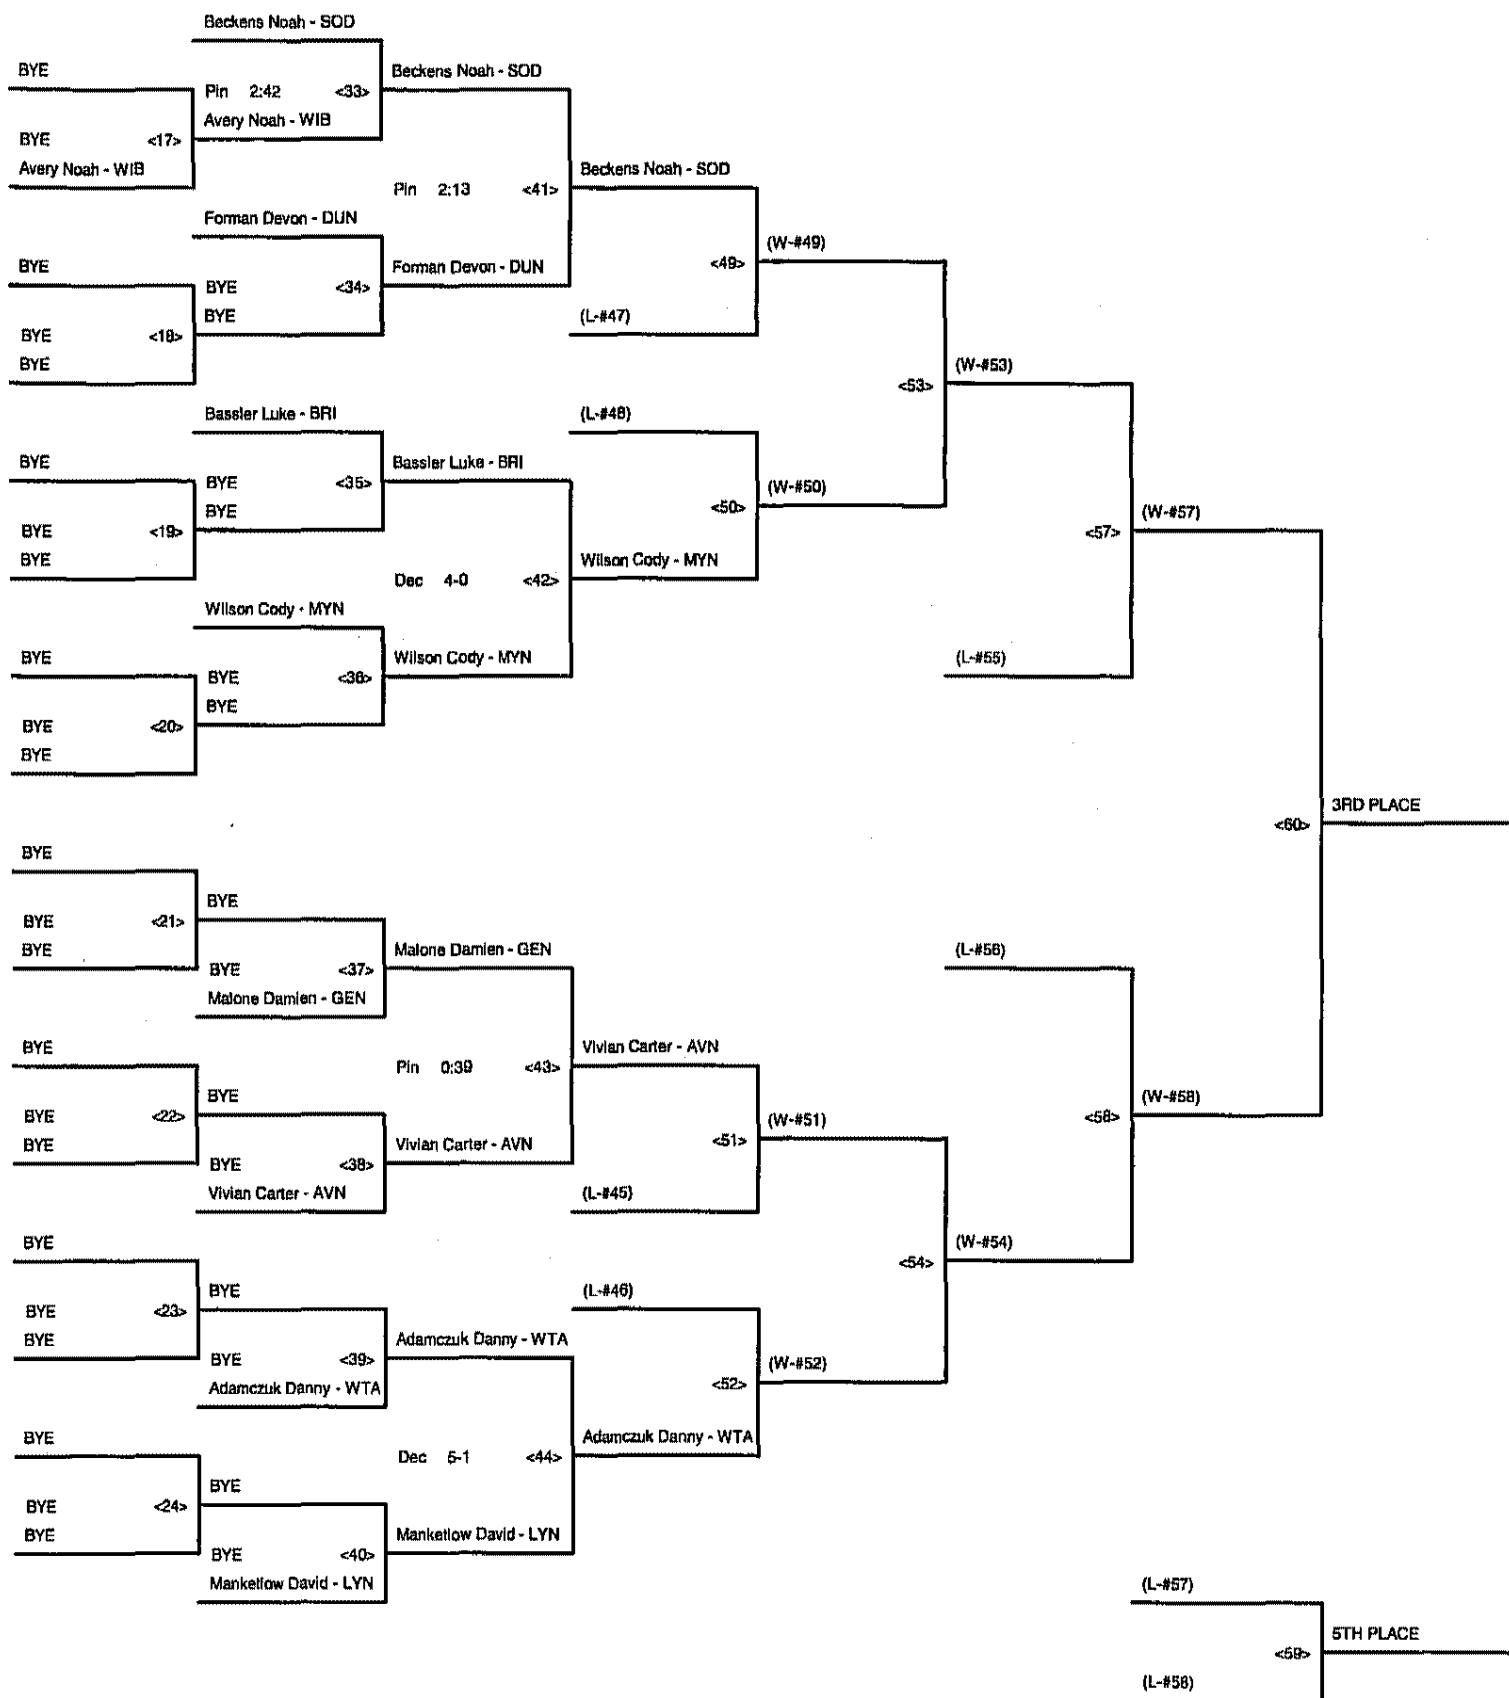 Beckens Noah - SOD
BYE
Pin 2:42 <33>
Beckens Noah - SOD
Avery Noah - WIB
BYE <17>
Avery Noah - WIB
Pin 2:13 <41>
Beckens Noah - SOD
Forman Devon - DUN
BYE
BYE <34>
Forman Devon - DUN
BYE
<49>
(W-#49)
(L-#47)
BYE <18>
BYE
<53>
(W-#53)
Bassler Luke - BRI
(L-#48)
BYE
BYE <35>
Bassler Luke - BRI
BYE
<50>
(W-#50)
BYE <19>
BYE
<57>
(W-#57)
Dec 4-0 <42>
Wilson Cody - MYN
Wilson Cody - MYN
BYE
BYE <36>
Wilson Cody - MYN
BYE
(L-#55)
BYE <20>
BYE
<60>
3RD PLACE
BYE
BYE
BYE <21>
BYE
BYE <37>
Malone Damien - GEN
Malone Damien - GEN
(L-#56)
BYE
Pin 0:39 <43>
Vivian Carter - AVN
BYE
BYE <22>
BYE
<51>
(W-#51)
<58>
(W-#58)
BYE <38>
Vivian Carter - AVN
Vivian Carter - AVN
(L-#45)
BYE
<54>
(W-#54)
BYE
(L-#46)
BYE <23>
BYE
BYE <39>
Adamczuk Danny - WTA
Adamczuk Danny - WTA
<52>
(W-#52)
BYE
Dec 5-1 <44>
Adamczuk Danny - WTA
BYE
BYE <24>
BYE
BYE <40>
Manketlow David - LYN
Manketlow David - LYN
(L-#57)
<59>
5TH PLACE
(L-#58)